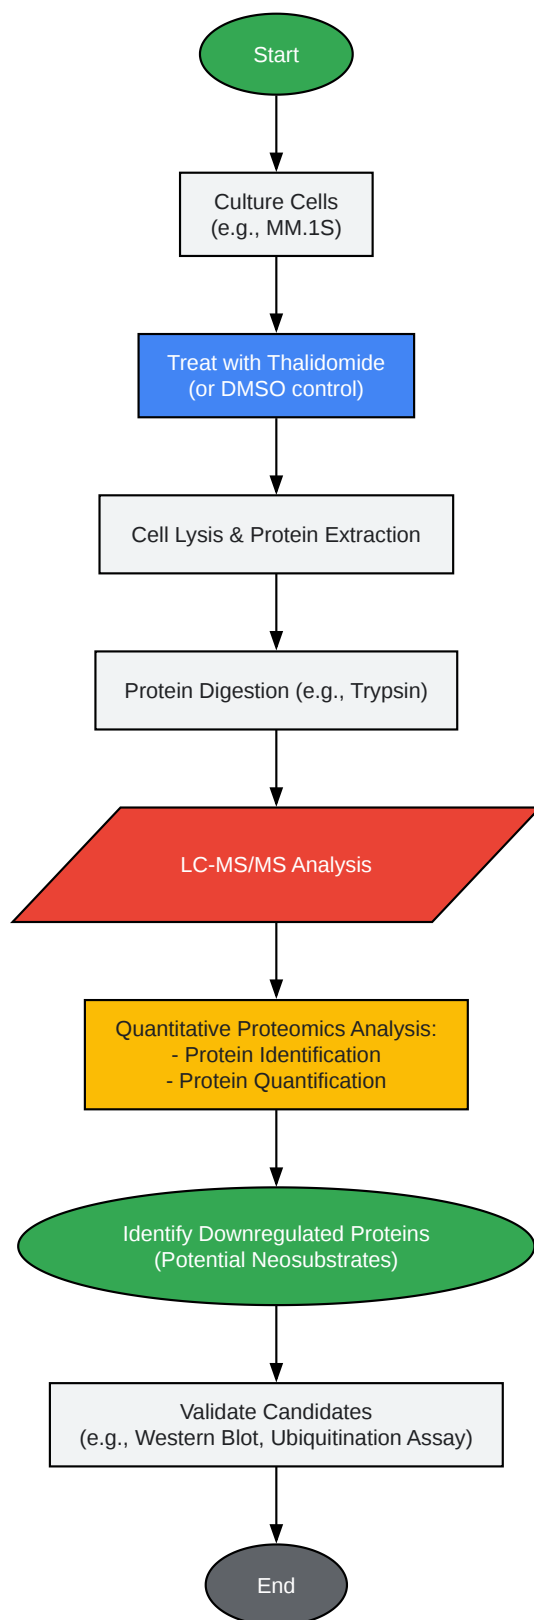 Start
Culture Cells
(e.g., MM.1S)
Treat with Thalidomide
(or DMSO control)
Cell Lysis & Protein Extraction
Protein Digestion (e.g., Trypsin)
LC-MS/MS Analysis
Quantitative Proteomics Analysis:
- Protein Identification
- Protein Quantification
Identify Downregulated Proteins
(Potential Neosubstrates)
Validate Candidates
(e.g., Western Blot, Ubiquitination Assay)
End